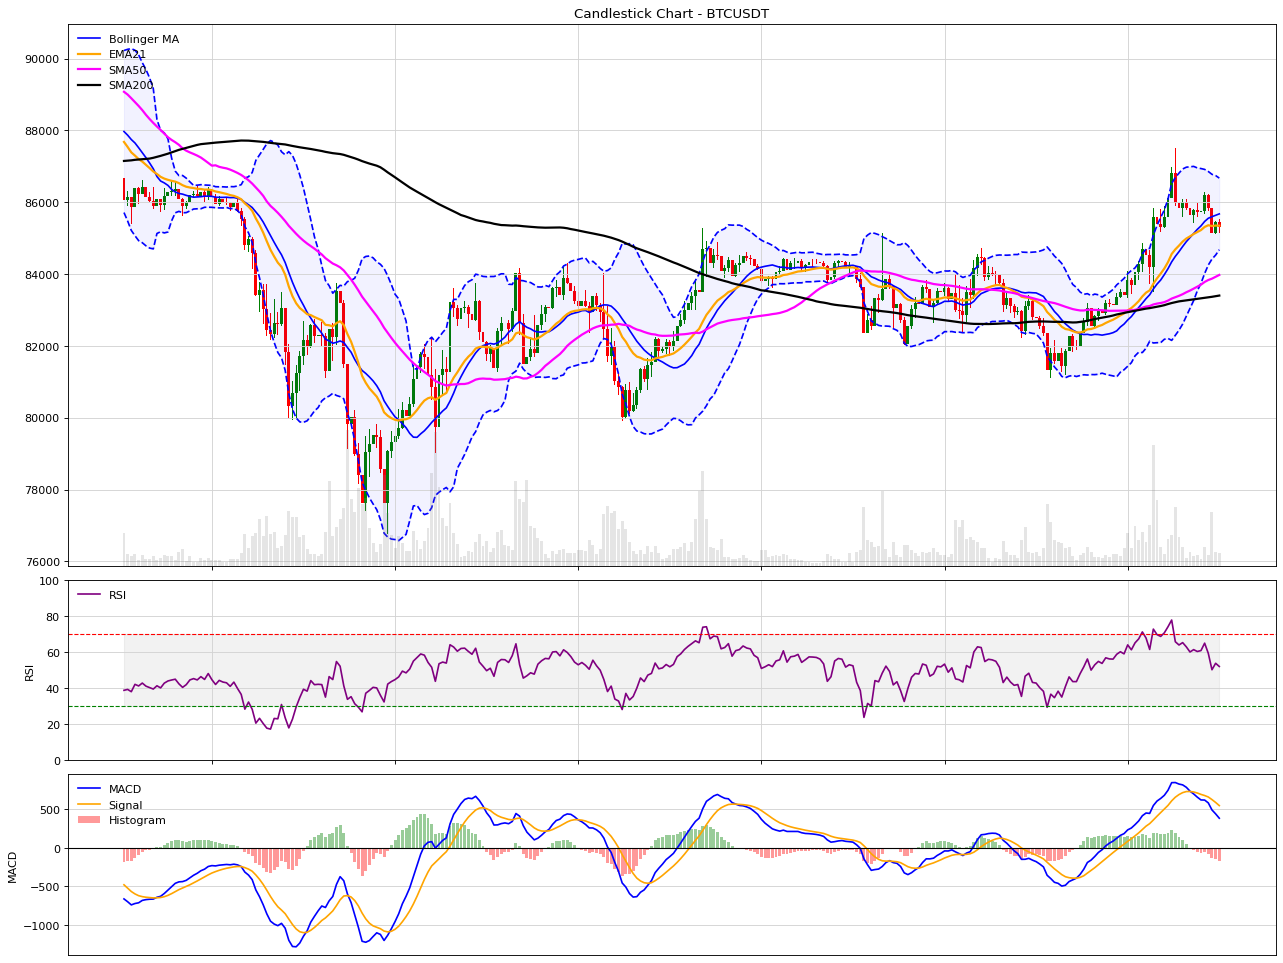 Candlestick Chart - BTCUSDT
Bollinger MA
EMA21
SMA50
SMA200
90000
88000
86000
84000
82000
80000
78000
76000
RSI
100
80
60
40
20
0
RSI
MACD
Signal
Histogram
500
0
−500
−1000
MACD